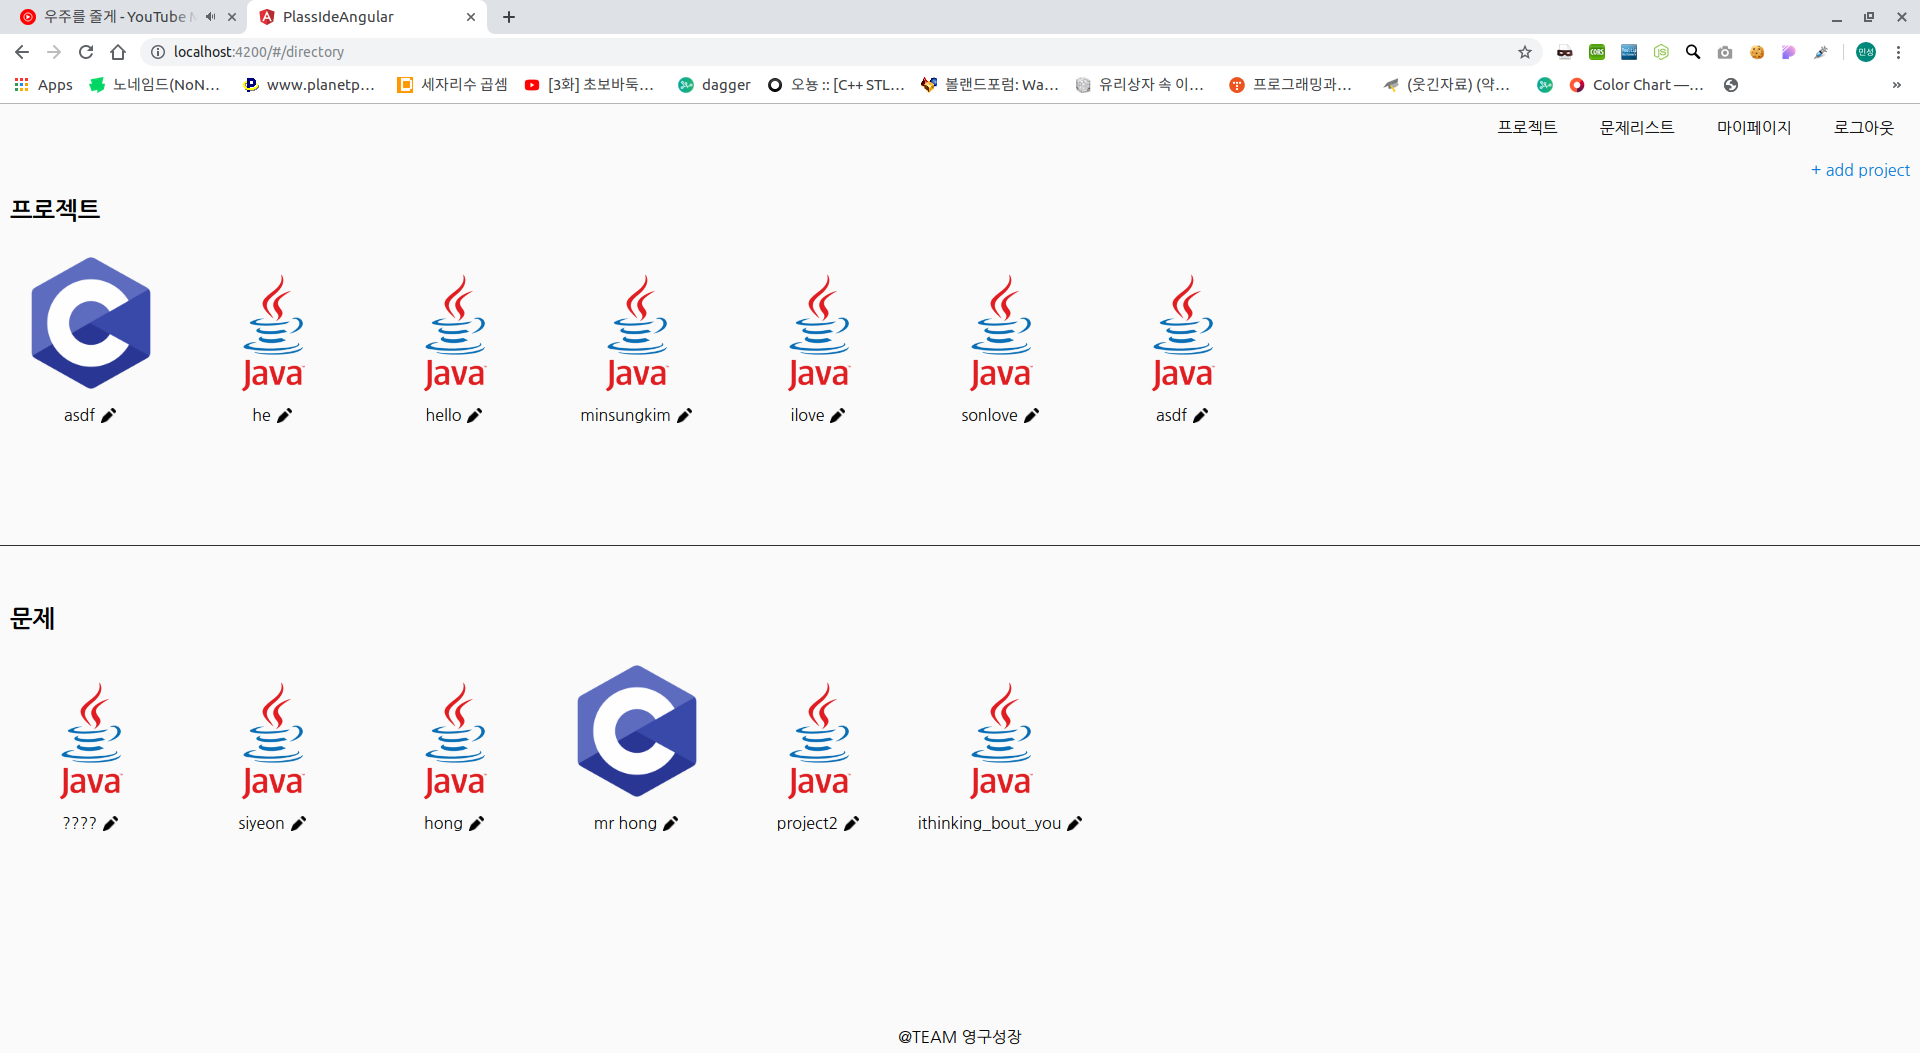 우주를 줄게 - YouTube M
PlassIdeAngular
localhost:4200/#/directory
CORS
민성
Apps
노네임드(NoN...
www.planetp...
세자리수 곱셈
[3화] 초보바둑...
dagger
오뇽 :: [C++ STL...
볼랜드포럼: Wa...
유리상자 속 이...
프로그래밍과...
(웃긴자료) (약...
Color Chart —...
»
프로젝트 문제리스트 마이페이지 로그아웃
+ add project
프로젝트
Java Java Java Java Java Java
asdf he hello minsungkim ilove sonlove asdf
문제
Java Java Java Java Java
???? siyeon hong mr hong project2 ithinking_bout_you
@TEAM 영구성장